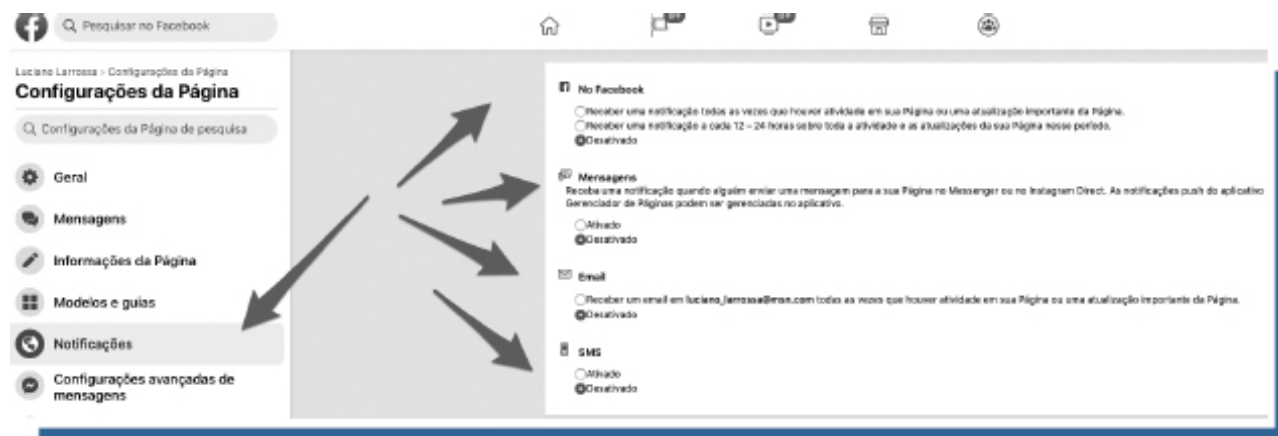 Pesquisar no Facebook
Luciano Larrossa > Configurações da Página
Configurações da Página
Configurações da Página de pesquisa
Geral
Mensagens
Informações da Página
Modelos e guias
Notificações
Configurações avançadas de
mensagens
No Facebook
Receber uma notificação todas as vezes que houver atividade em sua Página ou uma atualização importante da Página.
Receber uma notificação a cada 12 – 24 horas sobre toda a atividade e as atualizações da sua Página nesse período.
Desativado
Mensagens
Receba uma notificação quando alguém enviar uma mensagem para a sua Página no Messenger ou no Instagram Direct. As notificações push do aplicativo
Gerenciador de Páginas podem ser gerenciadas no aplicativo.
Ativado
Desativado
Email
Receber um email em luciano_larrossa@msn.com todas as vezes que houver atividade em sua Página ou uma atualização importante da Página.
Desativado
SMS
Ativado
Desativado